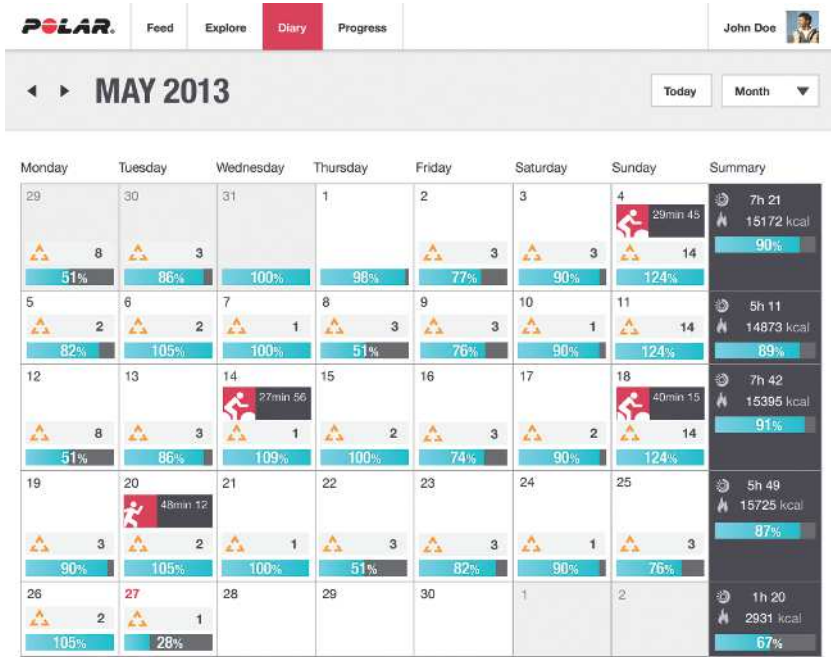 POLAR. Feed Explore Diary Progress John Doe
MAY 2013 Today Month
Monday Tuesday Wednesday Thursday Friday Saturday Sunday Summary
29 30 31 1 2 3 4 7h 21
29min 45 15172 kcal
8 3 3 3 14 90%
51% 86% 100% 98% 77% 90% 124%
5 6 7 8 9 10 11 5h 11
2 2 1 3 3 1 14 14873 kcal
82% 105% 100% 51% 76% 90% 124% 89%
12 13 14 15 16 17 18 7h 42
27min 56 40min 15 15395 kcal
8 3 1 2 3 2 14 91%
51% 86% 109% 100% 74% 90% 124%
19 20 21 22 23 24 25 5h 49
48min 12 15725 kcal
3 2 1 3 3 1 3 87%
90% 105% 100% 51% 82% 90% 76%
26 27 28 29 30 1 2 1h 20
2 1 2931 kcal
105% 28% 67%